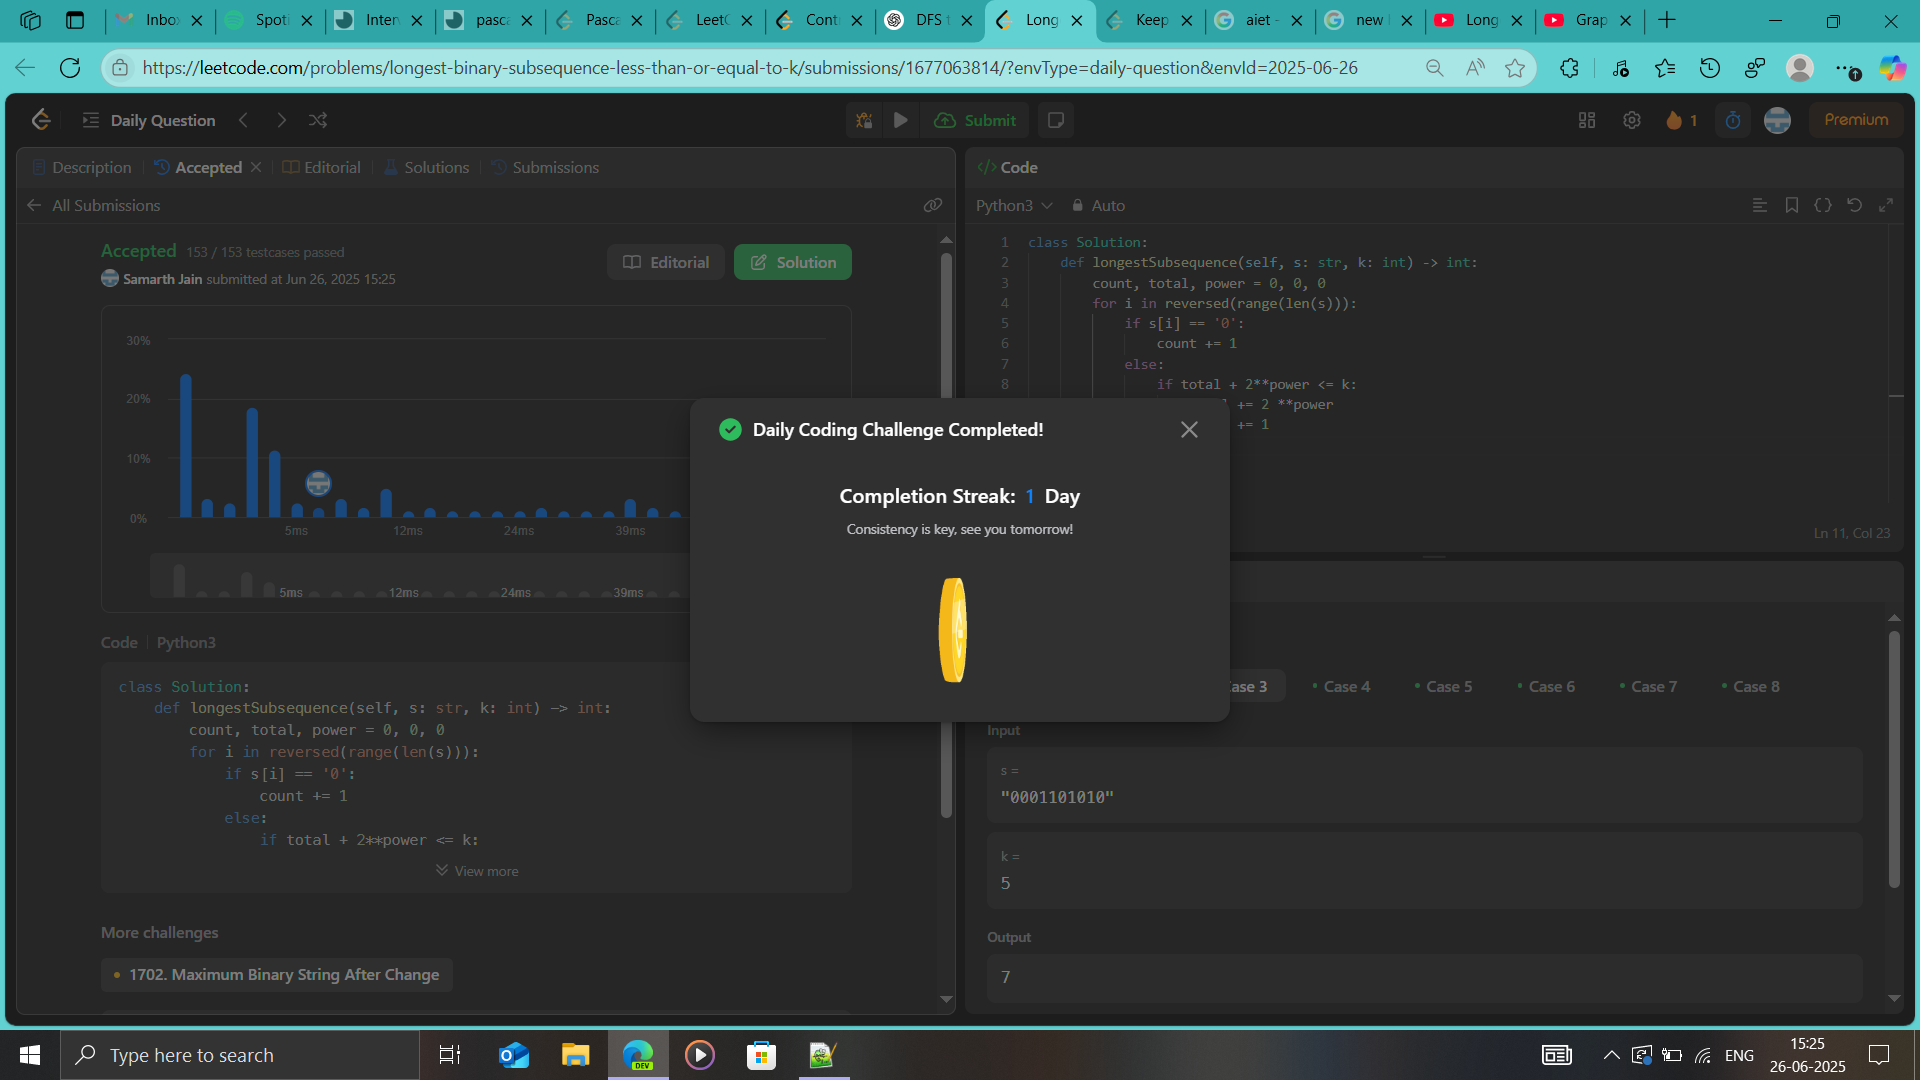 Inbox
Spoti
Interv
pasca
Pasca
LeetC
Conti
DFS t
Long
Keep
aiet -
new
Long
Grap
https://leetcode.com/problems/longest-binary-subsequence-less-than-or-equal-to-k/submissions/1677063814/?envType=daily-question&envId=2025-06-26
Daily Question
Submit
1
Premium
Description
Accepted
Editorial
Solutions
Submissions
All Submissions
Accepted 153 / 153 testcases passed
Samarth Jain submitted at Jun 26, 2025 15:25
Editorial
Solution
30%
20%
10%
0%
5ms
12ms
24ms
39ms
5ms
12ms
24ms
39ms
Code
Python3
class Solution:
def longestSubsequence(self, s: str, k: int) -> int:
count, total, power = 0, 0, 0
for i in reversed(range(len(s))):
if s[i] == '0':
count += 1
else:
if total + 2**power <= k:
View more
More challenges
1702. Maximum Binary String After Change
Daily Coding Challenge Completed!
Completion Streak: 1 Day
Consistency is key, see you tomorrow!
</> Code
Python3
Auto
1 class Solution:
2 def longestSubsequence(self, s: str, k: int) -> int:
3 count, total, power = 0, 0, 0
4 for i in reversed(range(len(s))):
5 if s[i] == '0':
6 count += 1
7 else:
8 if total + 2**power <= k:
+= 2 **power
+= 1
Ln 11, Col 23
ase 3
Case 4
Case 5
Case 6
Case 7
Case 8
Input
s =
"0001101010"
k =
5
Output
7
Type here to search
DEV
ENG
15:25
26-06-2025